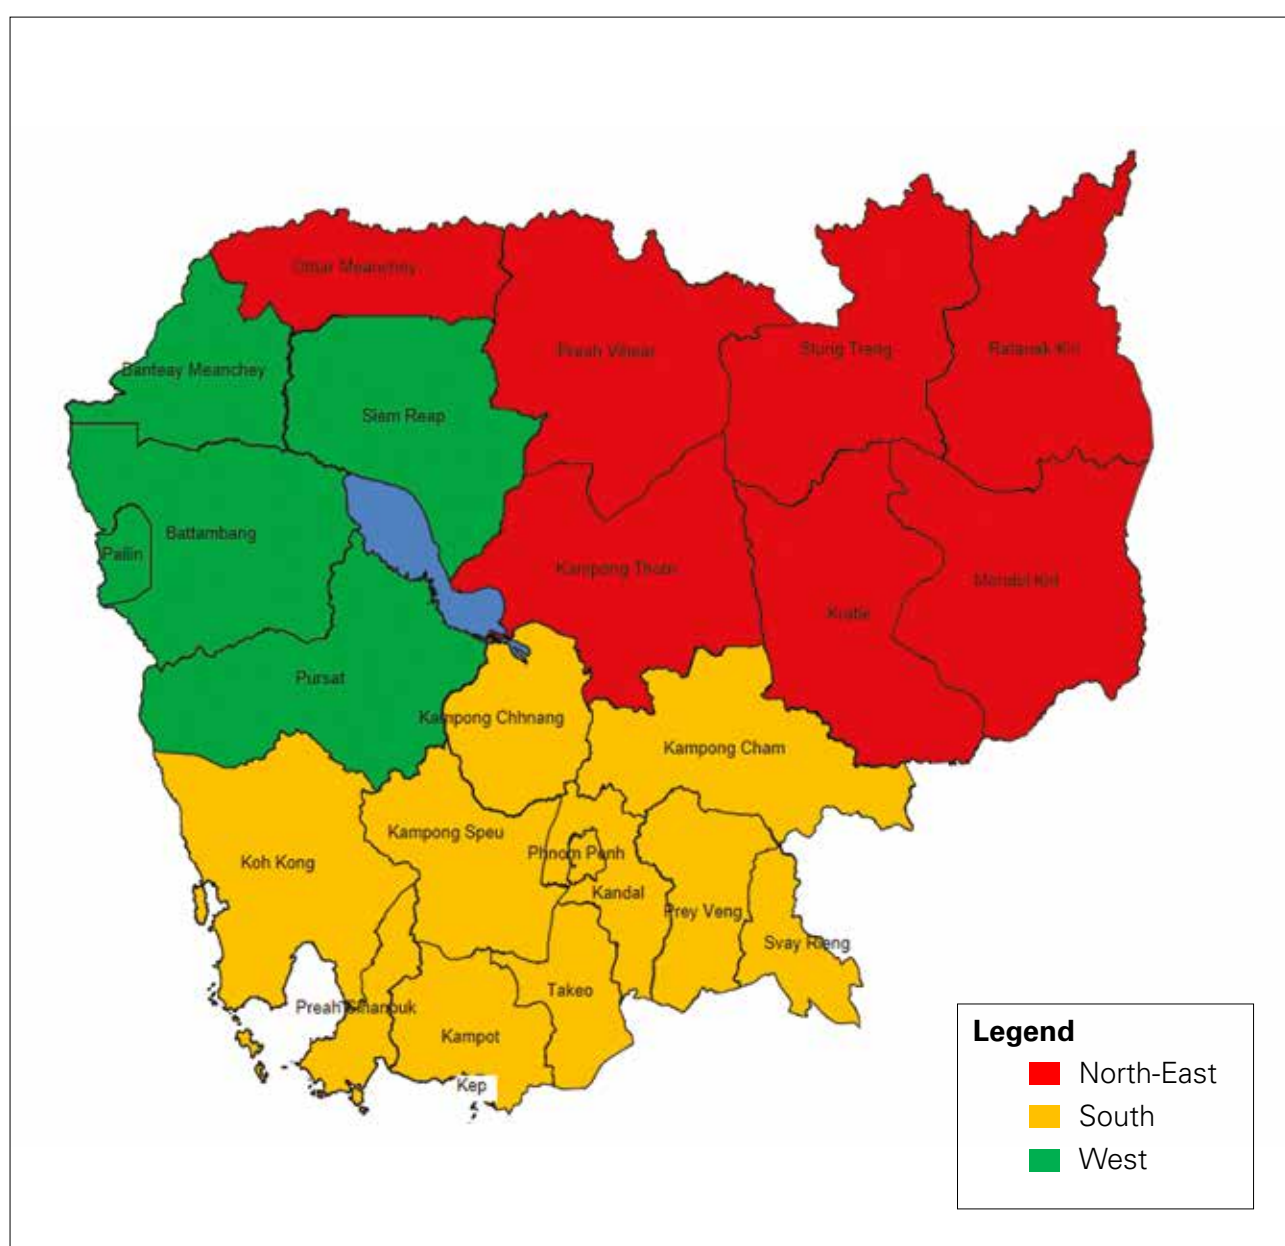 Otdar Meanchey
Preah Vihear
Stung Treng
Ratanak Kiri
Banteay Meanchey
Siem Reap
Battambang
Pailin
Kampong Thom
Kratie
Mondol Kiri
Pursat
Kampong Chhnang
Kampong Cham
Kampong Speu
Koh Kong
Phnom Penh
Kandal
Prey Veng
Svay Rieng
Takeo
Preah Sihanouk
Kampot
Kep
Legend
North-East
South
West